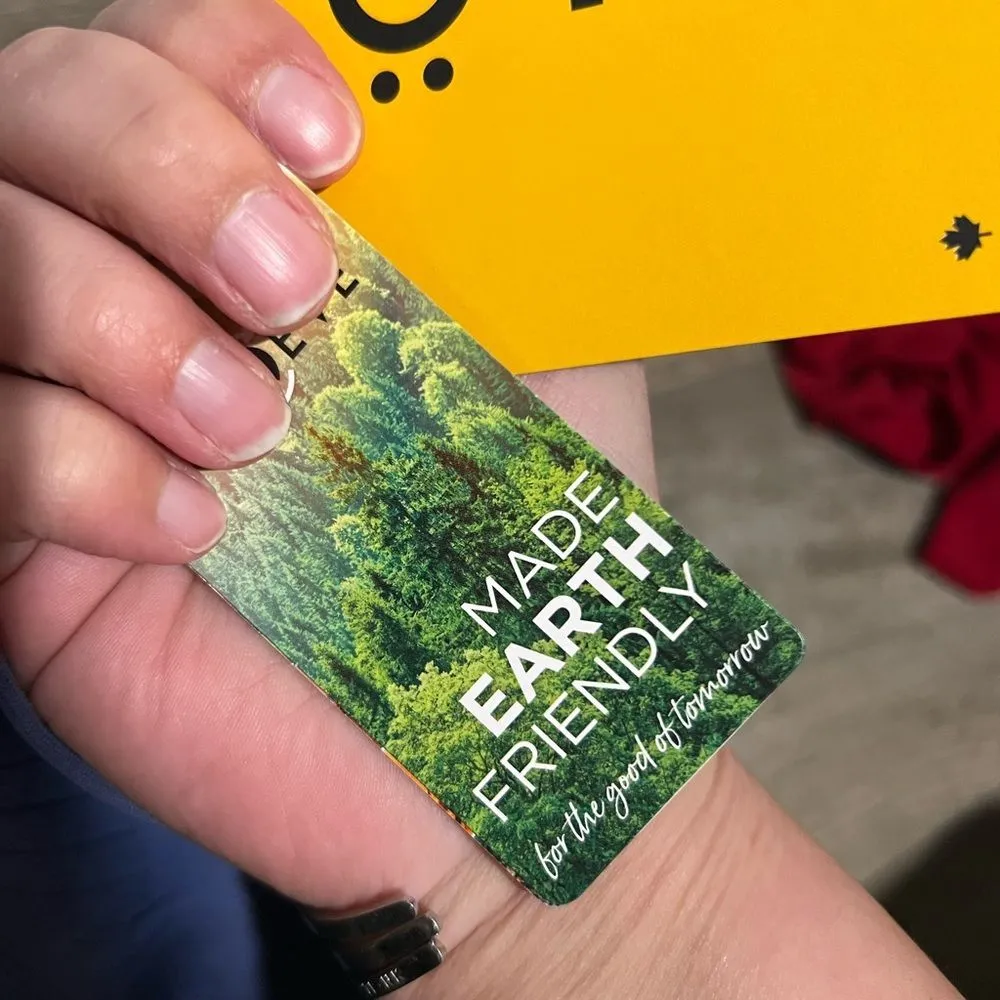 MADE
EARTH
FRIENDLY
for the good of tomorrow